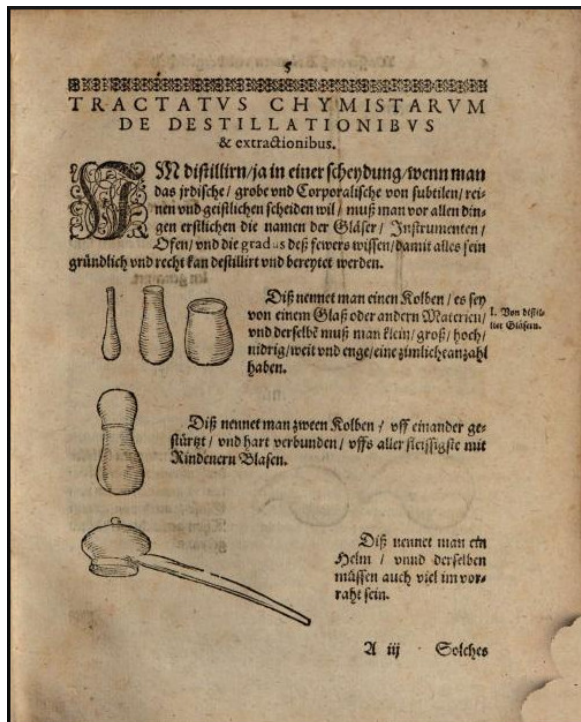 5
TRACTATVS CHYMISTARVM
DE DESTILLATIONIBVS
& extractionibus.
VM distillirn/ja in einer scheydung/wenn man
das jrdische/ grobe vnd Corporalische von subtilen/ rei-
nen vnd geistlichen scheiden wil/ muß man vor allen din-
gen erstlichen die namen der Gläser/ Instrumenten/
Ofen/ vnd die gradus deß fewers wissen/damit alles fein
gründlich vnd recht kan destillirt vnd bereytet werden.
Diß nennet man einen Kolben/ es sey
von einem Glaß oder andern Materien/
vnd derselbē muß man klein/ groß/ hoch/
nidrig/weit vnd enge/eine zimliche anzahl
haben.
I. Von destil-
lier Gläsern.
Diß nennet man zween Kolben/ vff einander ge-
stürtzt/ vnd hart verbunden/ vffs aller fleissigste mit
Rindenern Blasen.
Diß nennet man ein
Helm/ vnnd derselben
müssen auch viel im vor-
raht sein.
A iij Solches